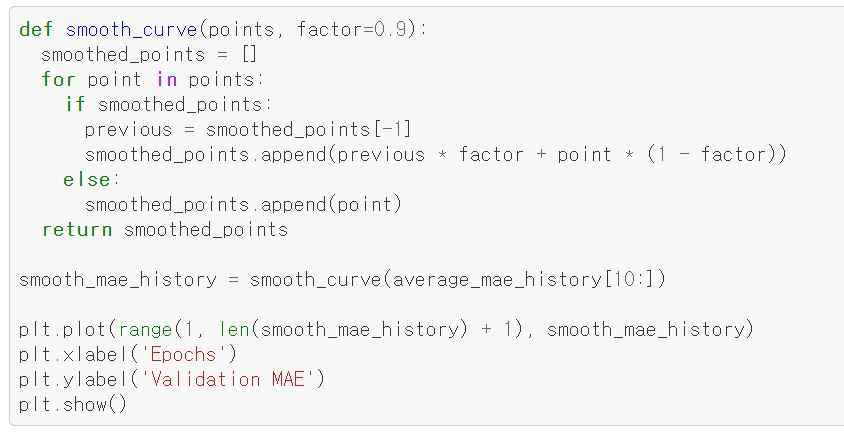 def smooth_curve(points, factor=0.9):
  smoothed_points = []
  for point in points:
    if smoothed_points:
      previous = smoothed_points[-1]
      smoothed_points.append(previous * factor + point * (1 - factor))
    else:
      smoothed_points.append(point)
  return smoothed_points

smooth_mae_history = smooth_curve(average_mae_history[10:])

plt.plot(range(1, len(smooth_mae_history) + 1), smooth_mae_history)
plt.xlabel('Epochs')
plt.ylabel('Validation MAE')
plt.show()